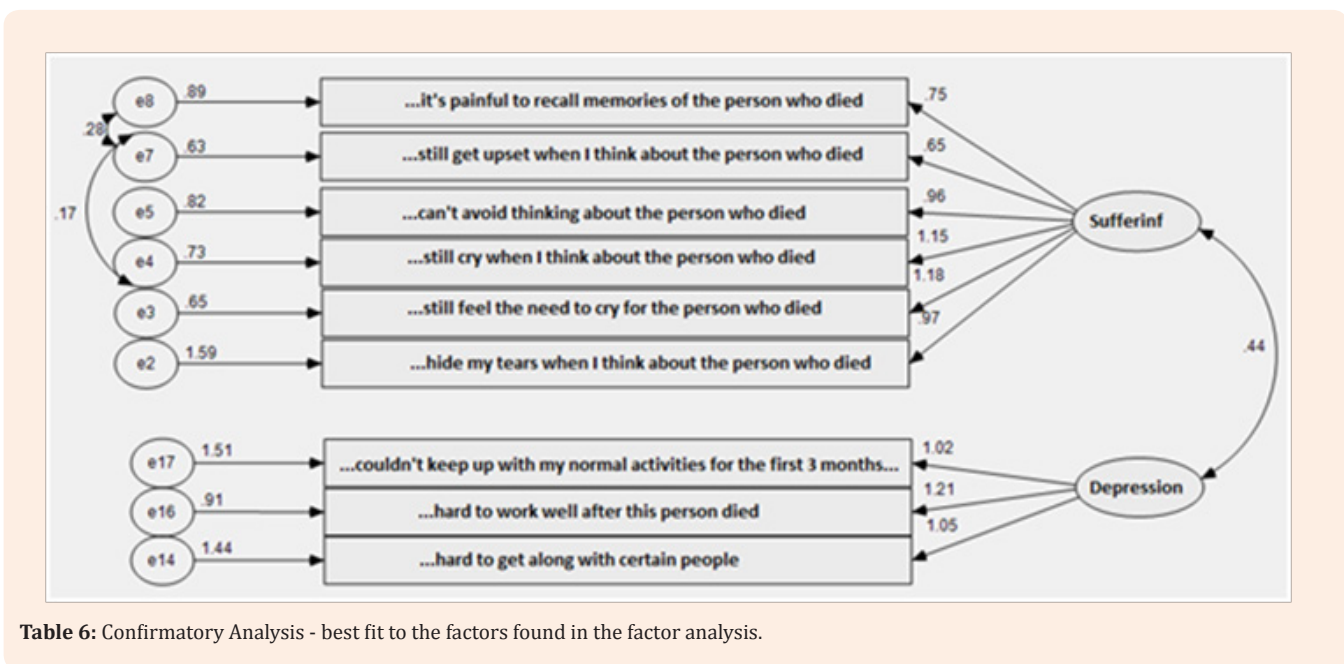 e8 .89 ...it's painful to recall memories of the person who died .75
.28
e7 .63 ...still get upset when I think about the person who died .65
.17 e5 .82 ...can't avoid thinking about the person who died .96
Sufferinf
1.15
e4 .73 ...still cry when I think about the person who died
1.18
e3 .65 ...still feel the need to cry for the person who died .97
e2 1.59 ...hide my tears when I think about the person who died
.44
e17 1.51 ...couldn't keep up with my normal activities for the first 3 months... 1.02
Depression
e16 .91 ...hard to work well after this person died 1.21
e14 1.44 ...hard to get along with certain people 1.05
Table 6: Confirmatory Analysis - best fit to the factors found in the factor analysis.